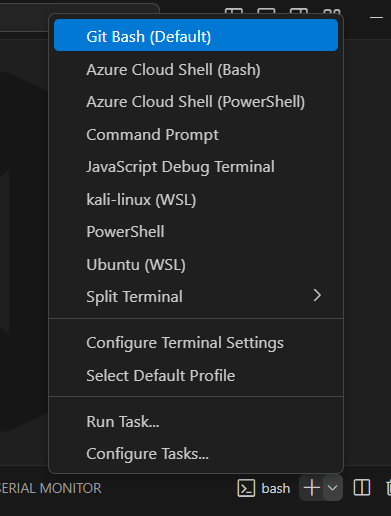 Git Bash (Default)
Azure Cloud Shell (Bash)
Azure Cloud Shell (PowerShell)
Command Prompt
JavaScript Debug Terminal
kali-linux (WSL)
PowerShell
Ubuntu (WSL)
Split Terminal
Configure Terminal Settings
Select Default Profile
Run Task...
Configure Tasks...
SERIAL MONITOR bash